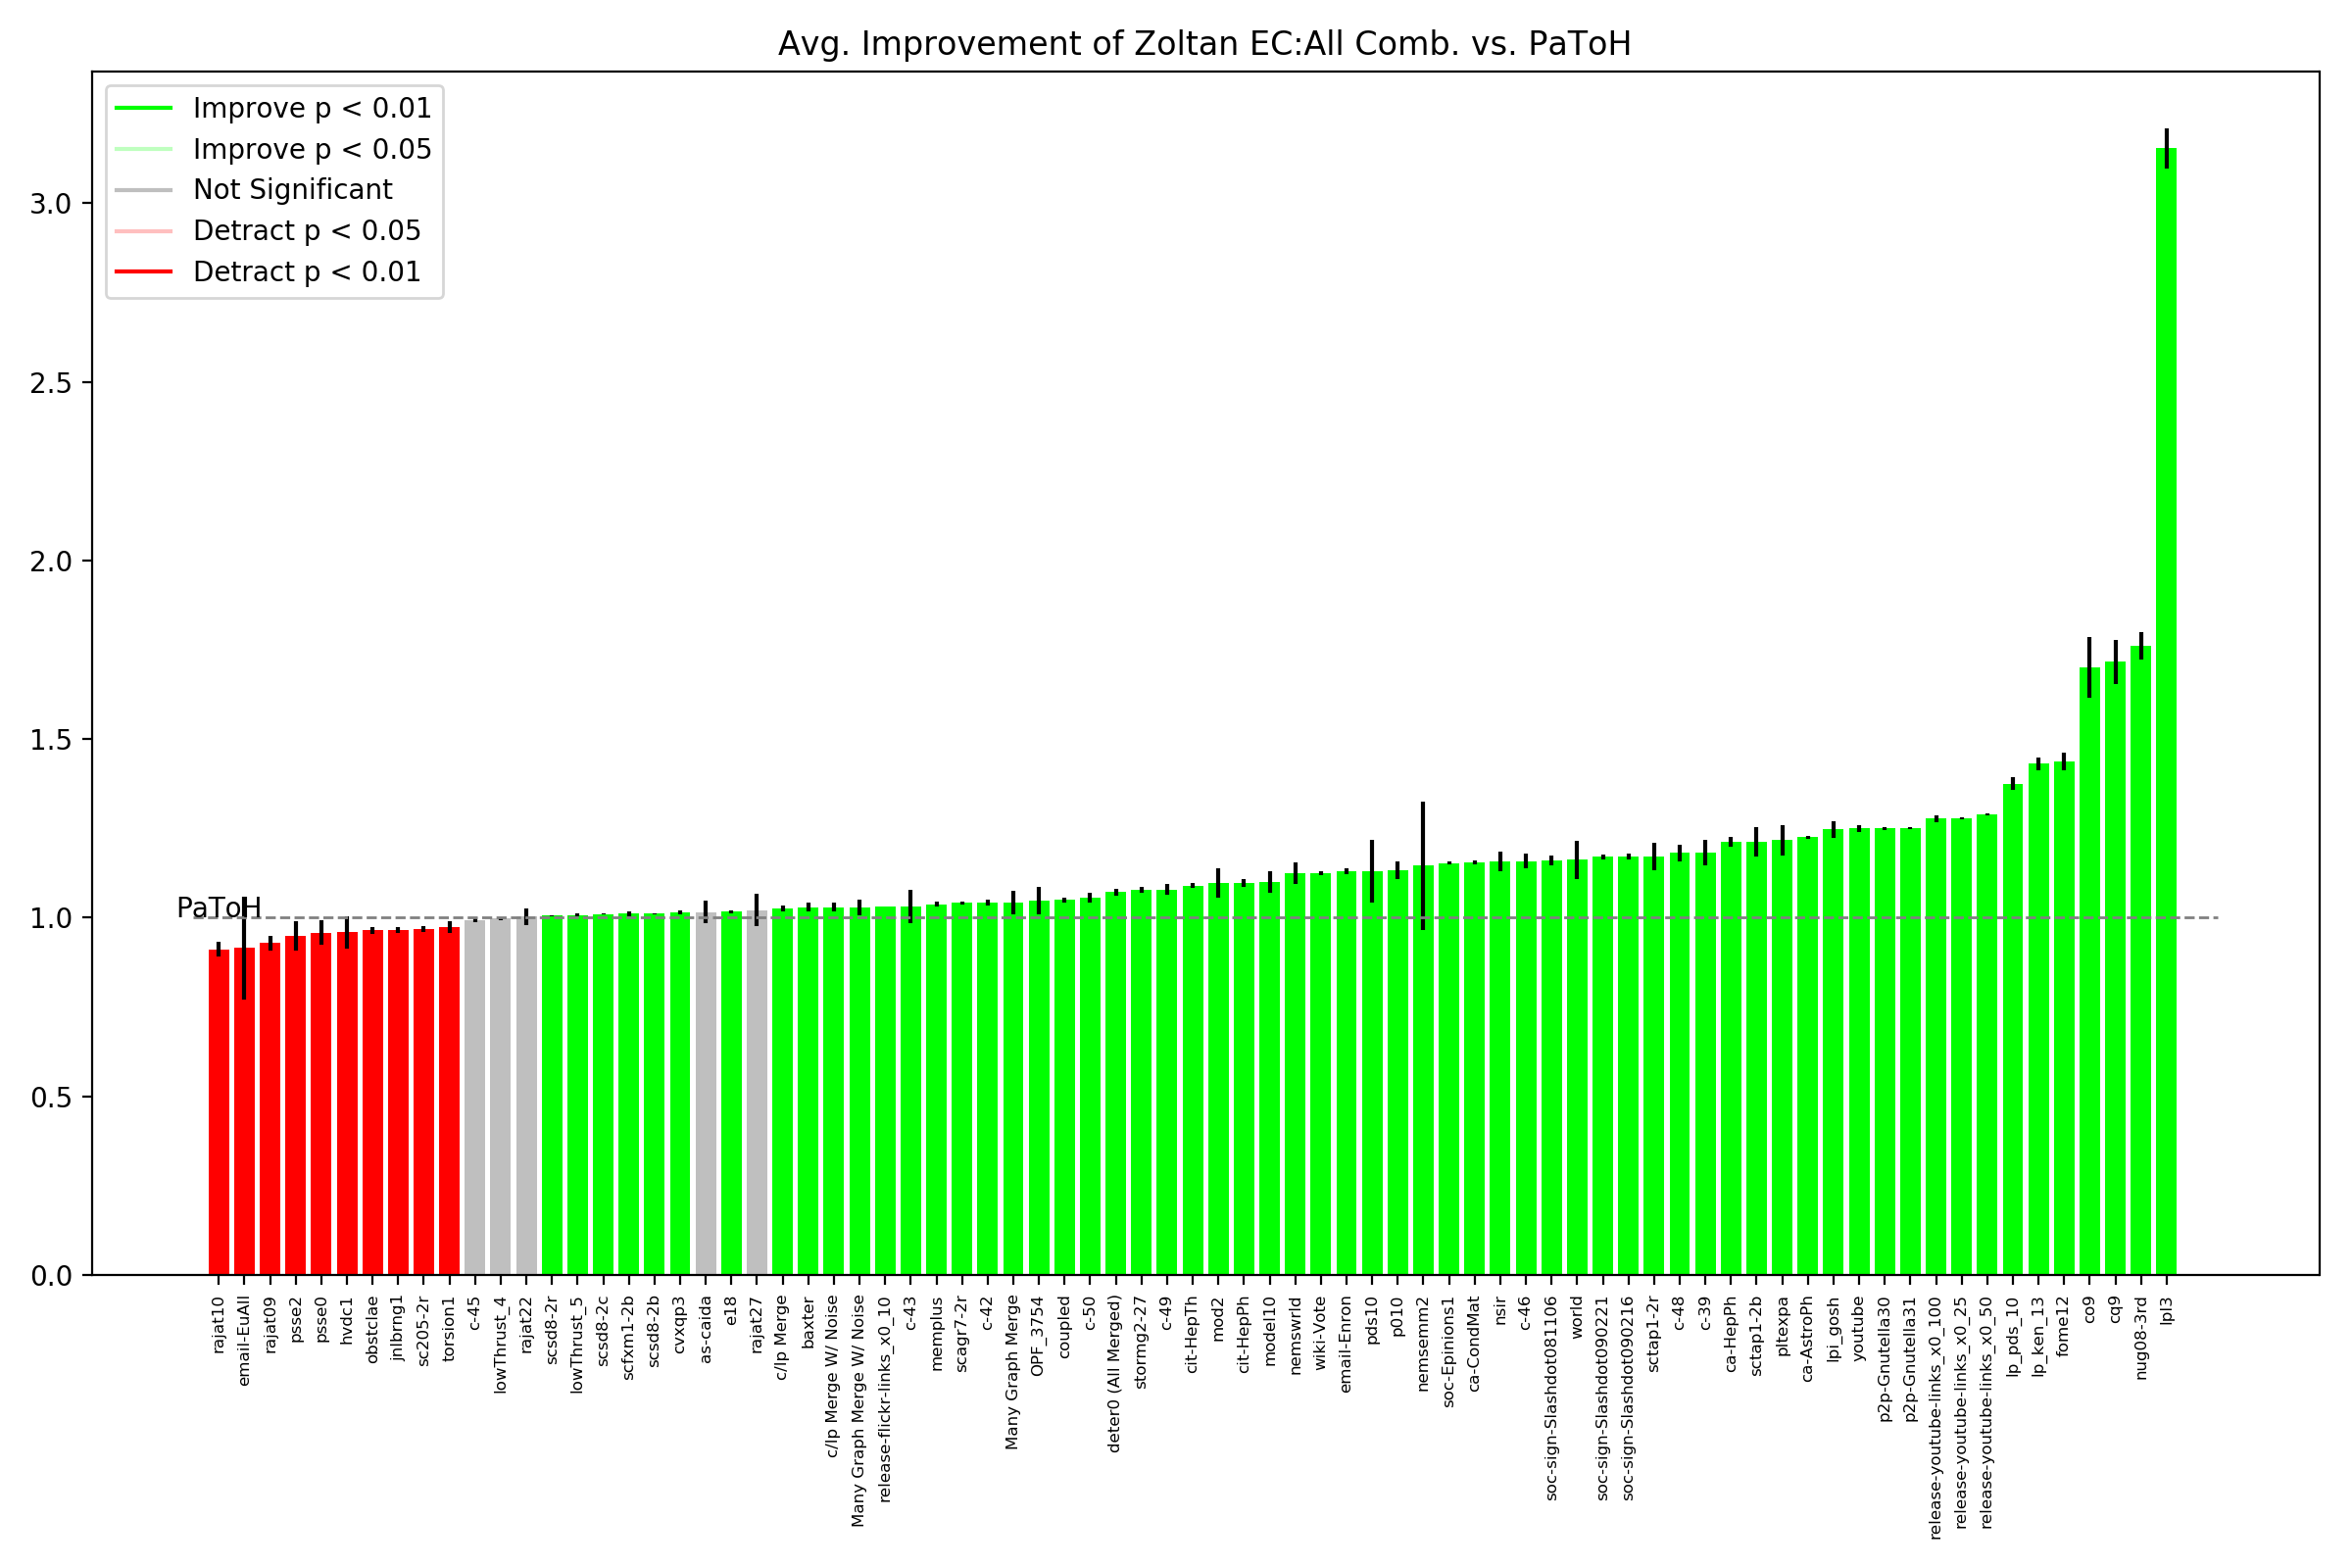 Avg. Improvement of Zoltan EC:All Comb. vs. PaToH
Improve p < 0.01
Improve p < 0.05
Not Significant
Detract p < 0.05
Detract p < 0.01
3.0
2.5
2.0
1.5
1.0
0.5
0.0
PaToH
rajat10
email-EuAll
rajat09
psse2
psse0
hvdc1
obstclae
jnlbrng1
sc205-2r
torsion1
c-45
lowThrust_4
rajat22
scsd8-2r
lowThrust_5
scsd8-2c
scfxm1-2b
scsd8-2b
cvxqp3
as-caida
e18
rajat27
c/lp Merge
baxter
c/lp Merge W/ Noise
Many Graph Merge W/ Noise
release-flickr-links_x0_10
c-43
memplus
scagr7-2r
c-42
Many Graph Merge
OPF_3754
coupled
c-50
deter0 (All Merged)
stormg2-27
c-49
cit-HepTh
mod2
cit-HepPh
model10
nemswrld
wiki-Vote
email-Enron
pds10
p010
nemsemm2
soc-Epinions1
ca-CondMat
nsir
c-46
soc-sign-Slashdot081106
world
soc-sign-Slashdot090221
soc-sign-Slashdot090216
sctap1-2r
c-48
c-39
ca-HepPh
sctap1-2b
pltexpa
ca-AstroPh
lpi_gosh
youtube
p2p-Gnutella30
p2p-Gnutella31
release-youtube-links_x0_100
release-youtube-links_x0_25
release-youtube-links_x0_50
lp_pds_10
lp_ken_13
fome12
co9
cq9
nug08-3rd
lpl3